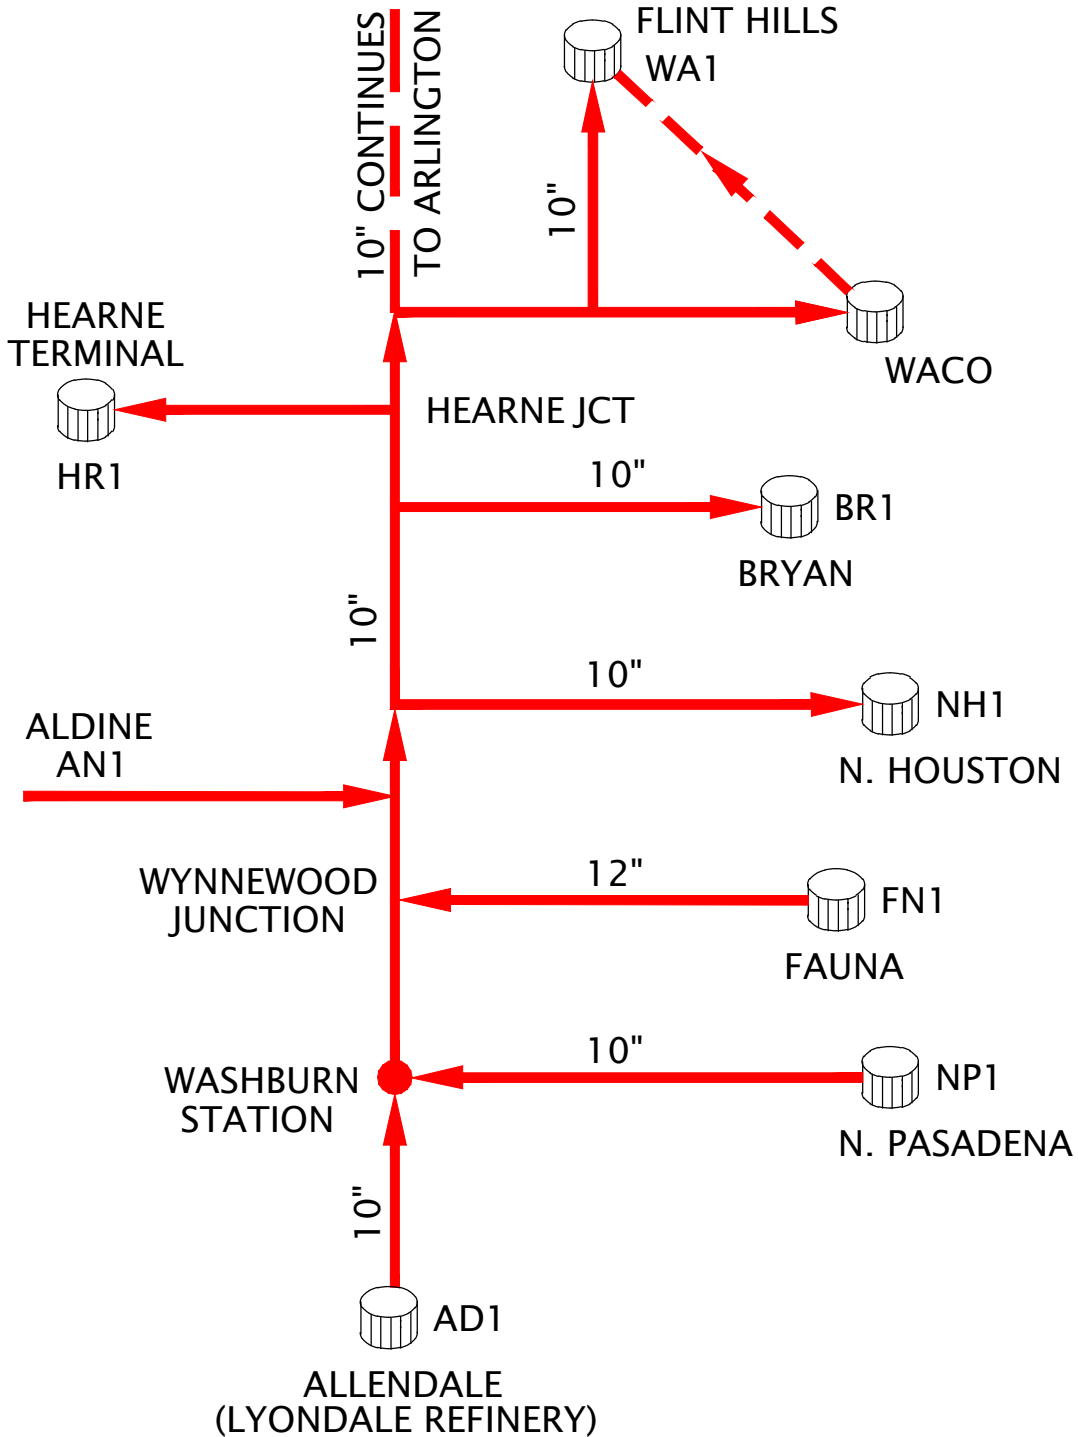 10" CONTINUES
TO ARLINGTON
FLINT HILLS
WA1
10"
HEARNE
TERMINAL
HR1
WACO
HEARNE JCT
10"
BR1
BRYAN
10"
10"
NH1
N. HOUSTON
ALDINE
AN1
WYNNEWOOD
JUNCTION
12"
FN1
FAUNA
WASHBURN
STATION
10"
NP1
N. PASADENA
10"
AD1
ALLENDALE
(LYONDALE REFINERY)